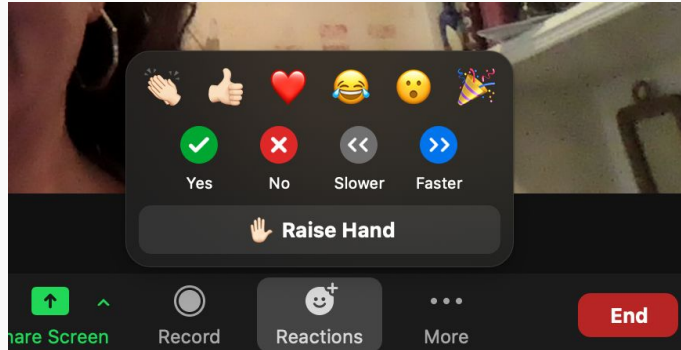 Yes No Slower Faster
Raise Hand
hare Screen Record Reactions More
End